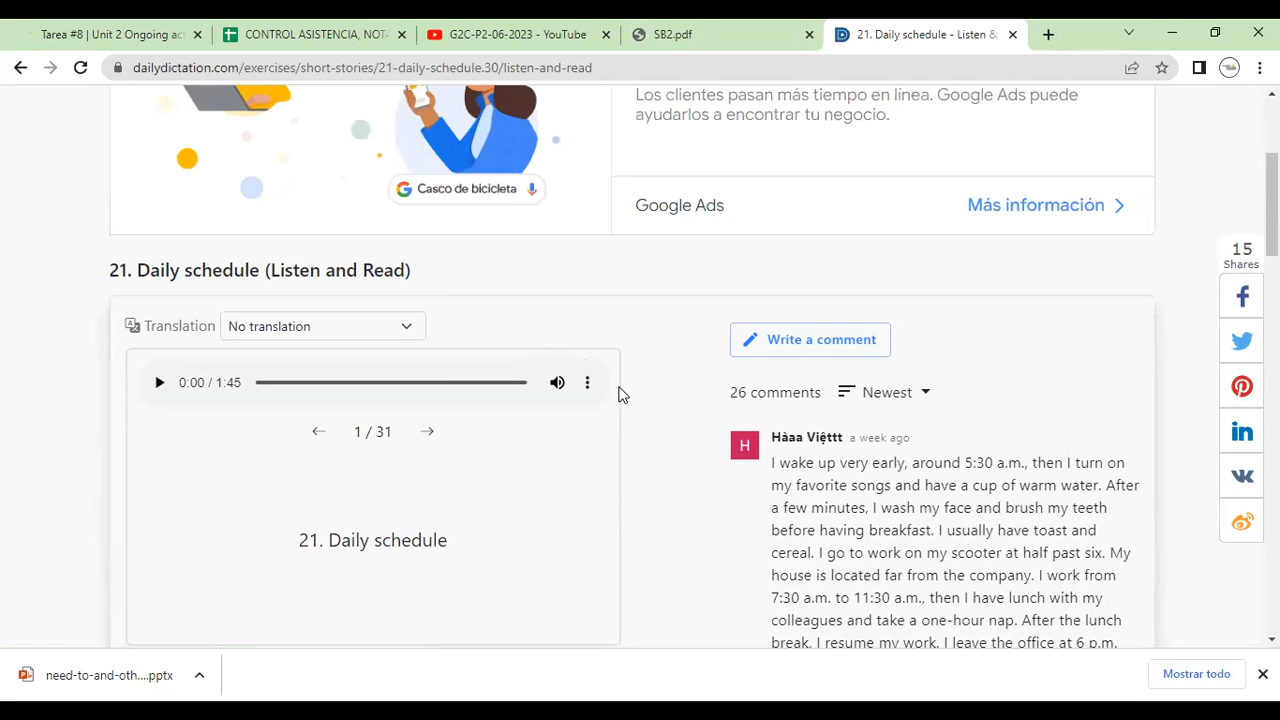 Tarea #8 | Unit 2 Ongoing ac
CONTROL ASISTENCIA, NOTA
G2C-P2-06-2023 - YouTube
SB2.pdf
21. Daily schedule - Listen &
dailydictation.com/exercises/short-stories/21-daily-schedule.30/listen-and-read
Los clientes pasan más tiempo en línea. Google Ads puede
ayudarlos a encontrar tu negocio.
Casco de bicicleta
Google Ads
Más información
21. Daily schedule (Listen and Read)
15
Shares
Translation
No translation
Write a comment
0:00 / 1:45
26 comments
Newest
1 / 31
H
Hàaa Việttt a week ago
I wake up very early, around 5:30 a.m., then I turn on
my favorite songs and have a cup of warm water. After
a few minutes, I wash my face and brush my teeth
before having breakfast. I usually have toast and
cereal. I go to work on my scooter at half past six. My
house is located far from the company. I work from
7:30 a.m. to 11:30 a.m., then I have lunch with my
colleagues and take a one-hour nap. After the lunch
break, I resume my work. I leave the office at 6 p.m.
21. Daily schedule
need-to-and-oth....pptx
Mostrar todo